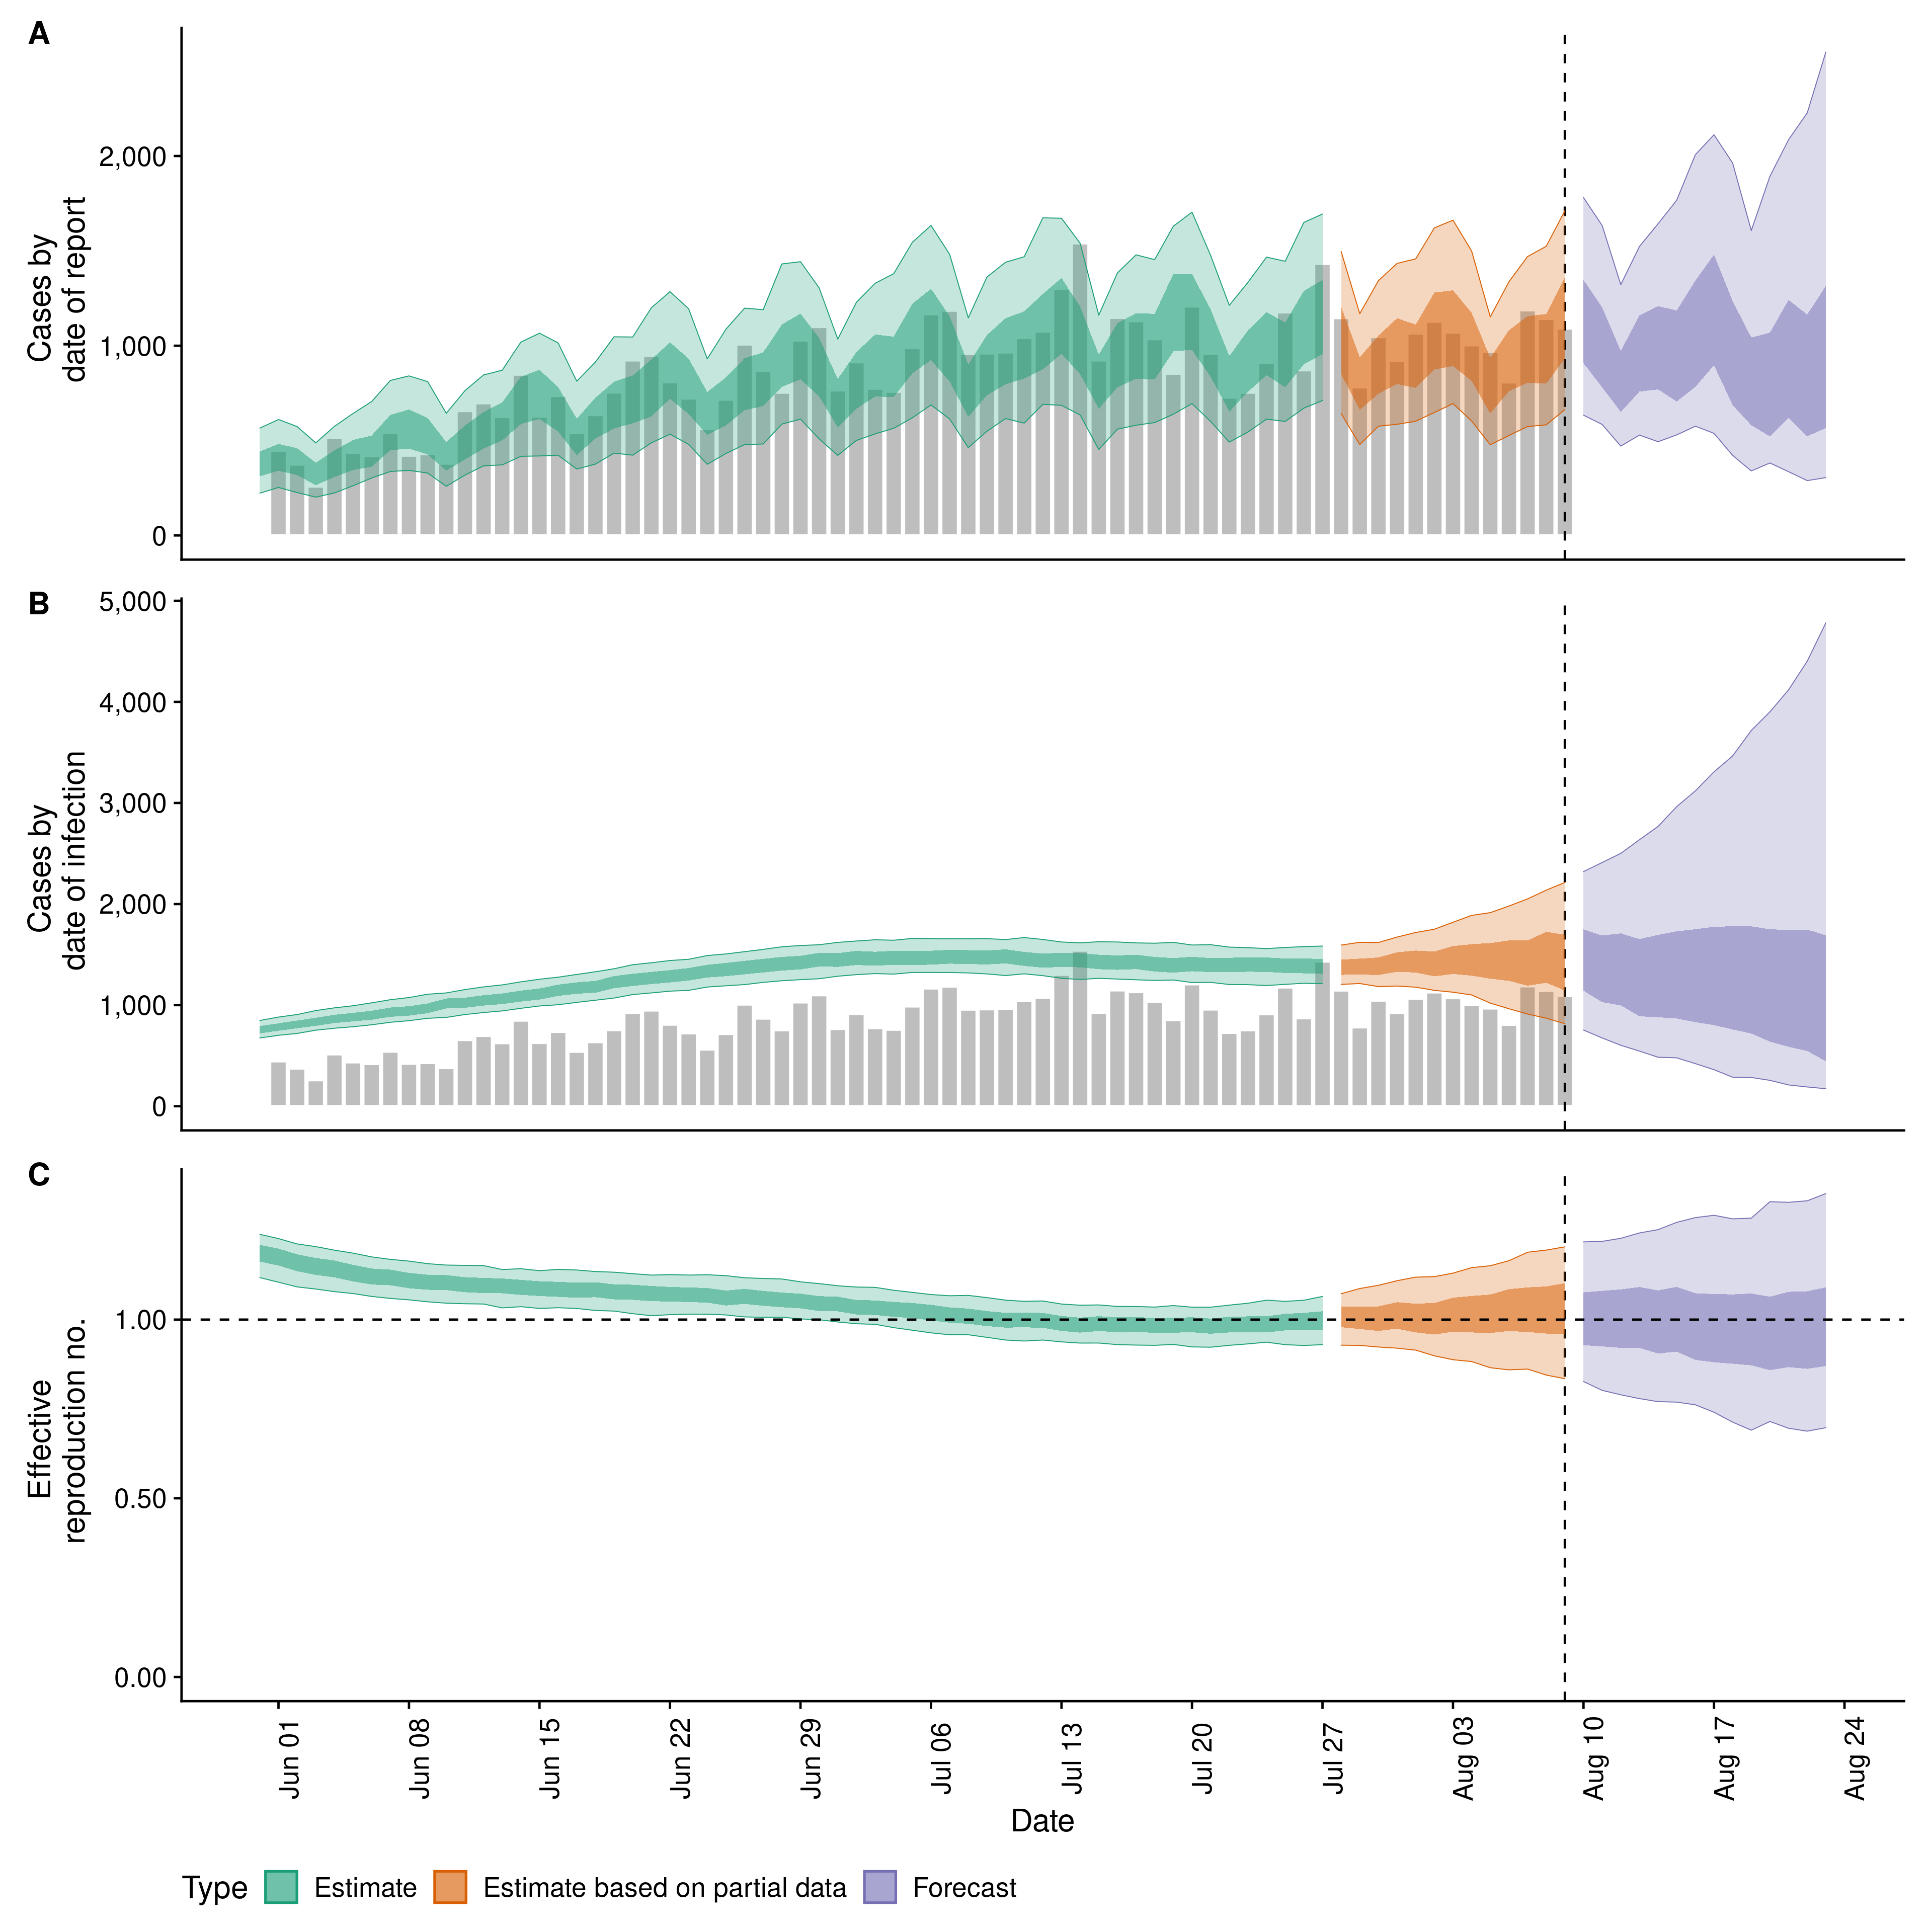 A
Cases by
date of report
2,000
1,000
0
B
Cases by
date of infection
5,000
4,000
3,000
2,000
1,000
0
C
Effective
reproduction no.
1.00
0.50
0.00
Jun 01
Jun 08
Jun 15
Jun 22
Jun 29
Jul 06
Jul 13
Jul 20
Jul 27
Aug 03
Aug 10
Aug 17
Aug 24
Date
Type Estimate Estimate based on partial data Forecast